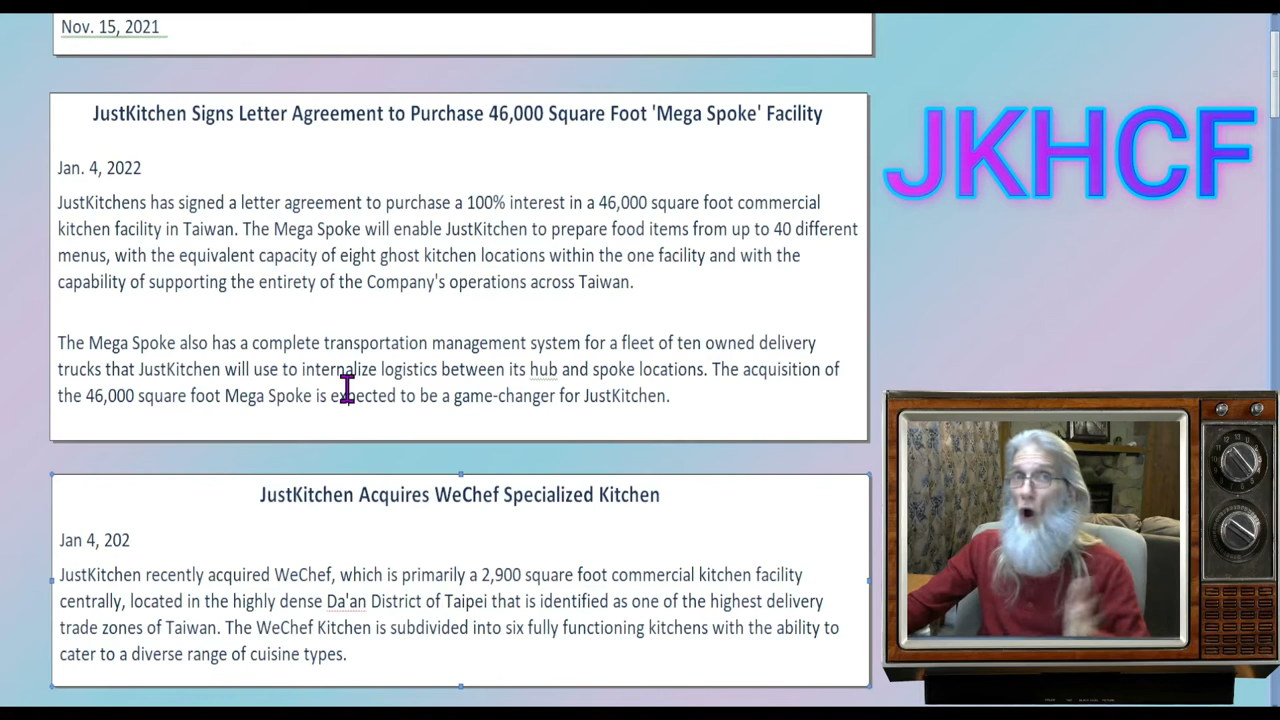 Nov. 15, 2021
JustKitchen Signs Letter Agreement to Purchase 46,000 Square Foot 'Mega Spoke' Facility
JKHCF
Jan. 4, 2022
JustKitchens has signed a letter agreement to purchase a 100% interest in a 46,000 square foot commercial
kitchen facility in Taiwan. The Mega Spoke will enable JustKitchen to prepare food items from up to 40 different
menus, with the equivalent capacity of eight ghost kitchen locations within the one facility and with the
capability of supporting the entirety of the Company's operations across Taiwan.
The Mega Spoke also has a complete transportation management system for a fleet of ten owned delivery
trucks that JustKitchen will use to internalize logistics between its hub and spoke locations. The acquisition of
the 46,000 square foot Mega Spoke is expected to be a game-changer for JustKitchen.
JustKitchen Acquires WeChef Specialized Kitchen
Jan 4, 202
JustKitchen recently acquired WeChef, which is primarily a 2,900 square foot commercial kitchen facility
centrally, located in the highly dense Da'an District of Taipei that is identified as one of the highest delivery
trade zones of Taiwan. The WeChef Kitchen is subdivided into six fully functioning kitchens with the ability to
cater to a diverse range of cuisine types.